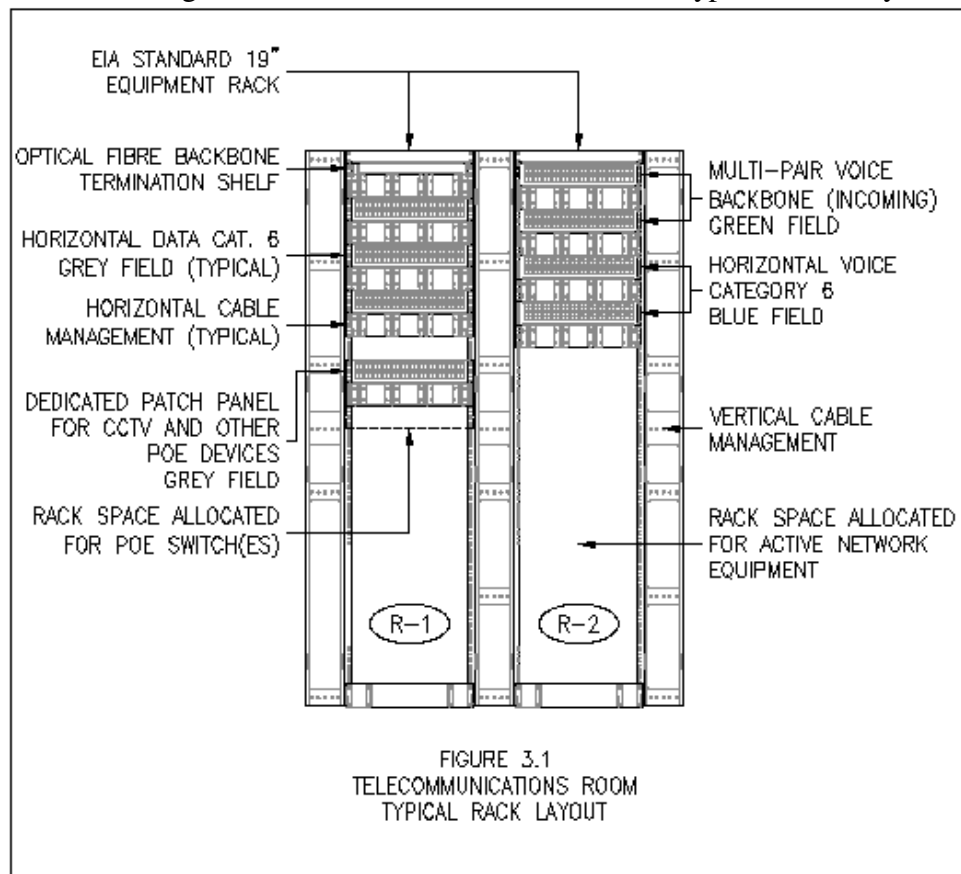 EIA STANDARD 19"
EQUIPMENT RACK
OPTICAL FIBRE BACKBONE
TERMINATION SHELF
HORIZONTAL DATA CAT. 6
GREY FIELD (TYPICAL)
HORIZONTAL CABLE
MANAGEMENT (TYPICAL)
DEDICATED PATCH PANEL
FOR CCTV AND OTHER
POE DEVICES
GREY FIELD
RACK SPACE ALLOCATED
FOR POE SWITCH(ES)
MULTI-PAIR VOICE
BACKBONE (INCOMING)
GREEN FIELD
HORIZONTAL VOICE
CATEGORY 6
BLUE FIELD
VERTICAL CABLE
MANAGEMENT
RACK SPACE ALLOCATED
FOR ACTIVE NETWORK
EQUIPMENT
R-1
R-2
FIGURE 3.1
TELECOMMUNICATIONS ROOM
TYPICAL RACK LAYOUT